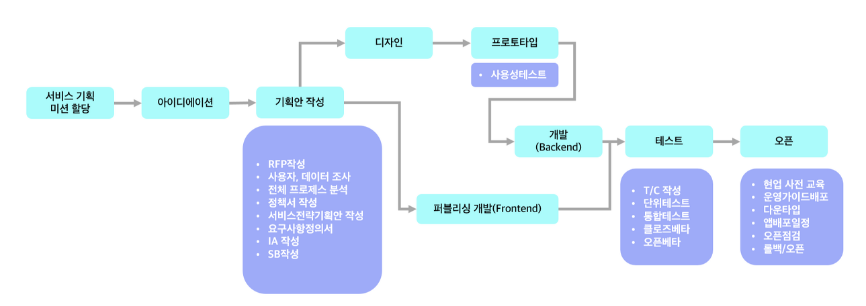 디자인
프로토타입
• 사용성테스트
서비스 기획
미션 할당
아이디에이션
기획안 작성
• RFP작성
• 사용자, 데이터 조사
• 전체 프로제스 분석
• 정책서 작성
• 서비스전략기획안 작성
• 요구사항정의서
• IA 작성
• SB작성
개발
(Backend)
퍼블리싱 개발(Frontend)
테스트
• T/C 작성
• 단위테스트
• 통합테스트
• 클로즈베타
• 오픈베타
오픈
• 현업 사전 교육
• 운영가이드배포
• 다운타임
• 앱배포일정
• 오픈점검
• 롤백/오픈